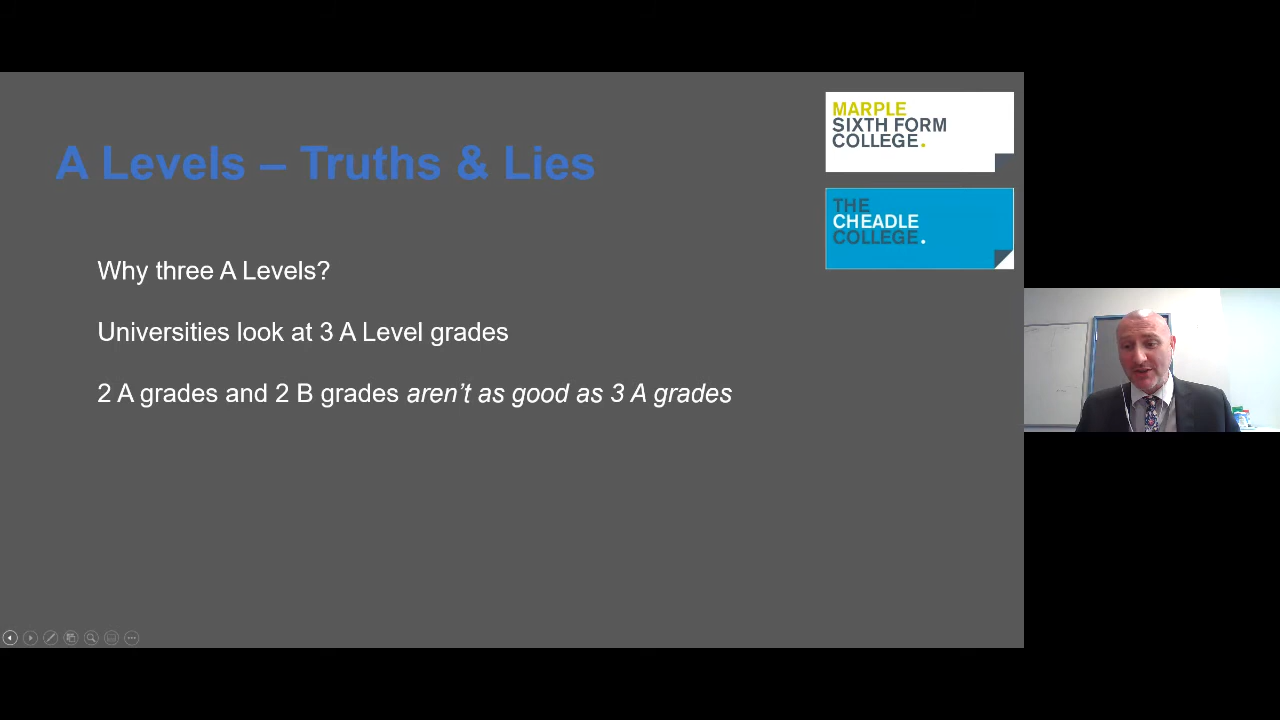 A Levels – Truths & Lies
MARPLE
SIXTH FORM
COLLEGE.
THE
CHEADLE
COLLEGE.
Why three A Levels?
Universities look at 3 A Level grades
2 A grades and 2 B grades aren't as good as 3 A grades